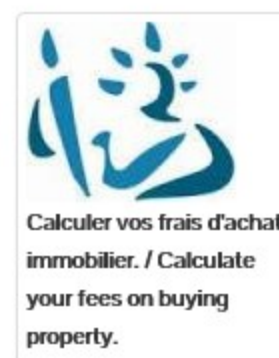 Calculer vos frais d'achat
immobilier. / Calculate
your fees on buying
property.